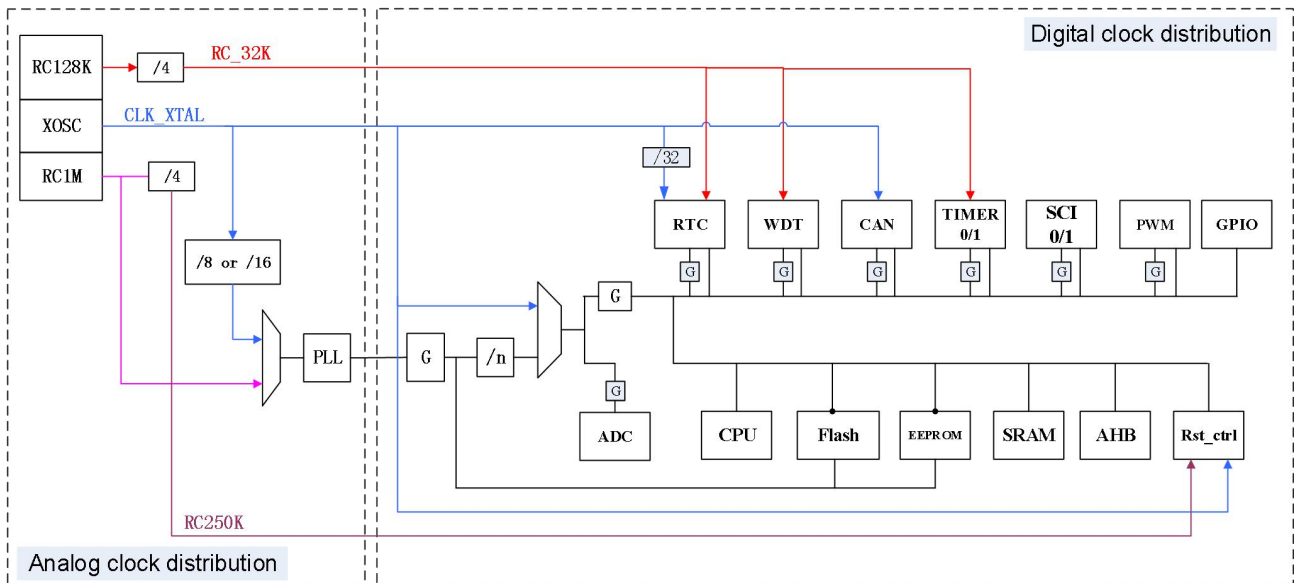 Digital clock distribution
RC128K
/4
RC_32K
XOSC
CLK_XTAL
RC1M
/4
/32
RTC
WDT
CAN
TIMER
0/1
SCI
0/1
PWM
GPIO
/8 or /16
G
G
G
G
G
G
G
PLL
G
/n
G
ADC
CPU
Flash
EEPROM
SRAM
AHB
Rst_ctrl
RC250K
Analog clock distribution